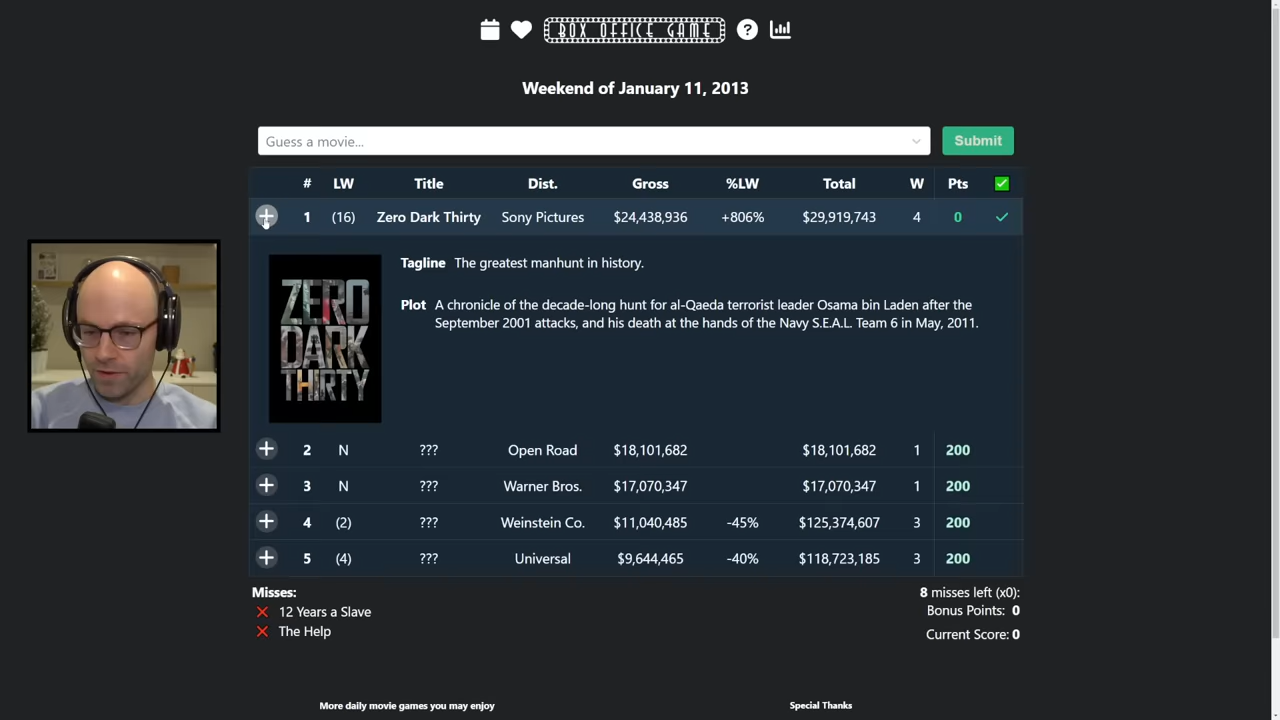 BOX OFFICE GAME
Weekend of January 11, 2013
Guess a movie... Submit
# LW Title Dist. Gross %LW Total W Pts
1 (16) Zero Dark Thirty Sony Pictures $24,438,936 +806% $29,919,743 4 0
Tagline The greatest manhunt in history.
ZERO
DARK
THIRTY
Plot A chronicle of the decade-long hunt for al-Qaeda terrorist leader Osama bin Laden after the
September 2001 attacks, and his death at the hands of the Navy S.E.A.L. Team 6 in May, 2011.
2 N ??? Open Road $18,101,682 $18,101,682 1 200
3 N ??? Warner Bros. $17,070,347 $17,070,347 1 200
4 (2) ??? Weinstein Co. $11,040,485 -45% $125,374,607 3 200
5 (4) ??? Universal $9,644,465 -40% $118,723,185 3 200
Misses:
12 Years a Slave
The Help
8 misses left (x0):
Bonus Points: 0
Current Score: 0
More daily movie games you may enjoy
Special Thanks